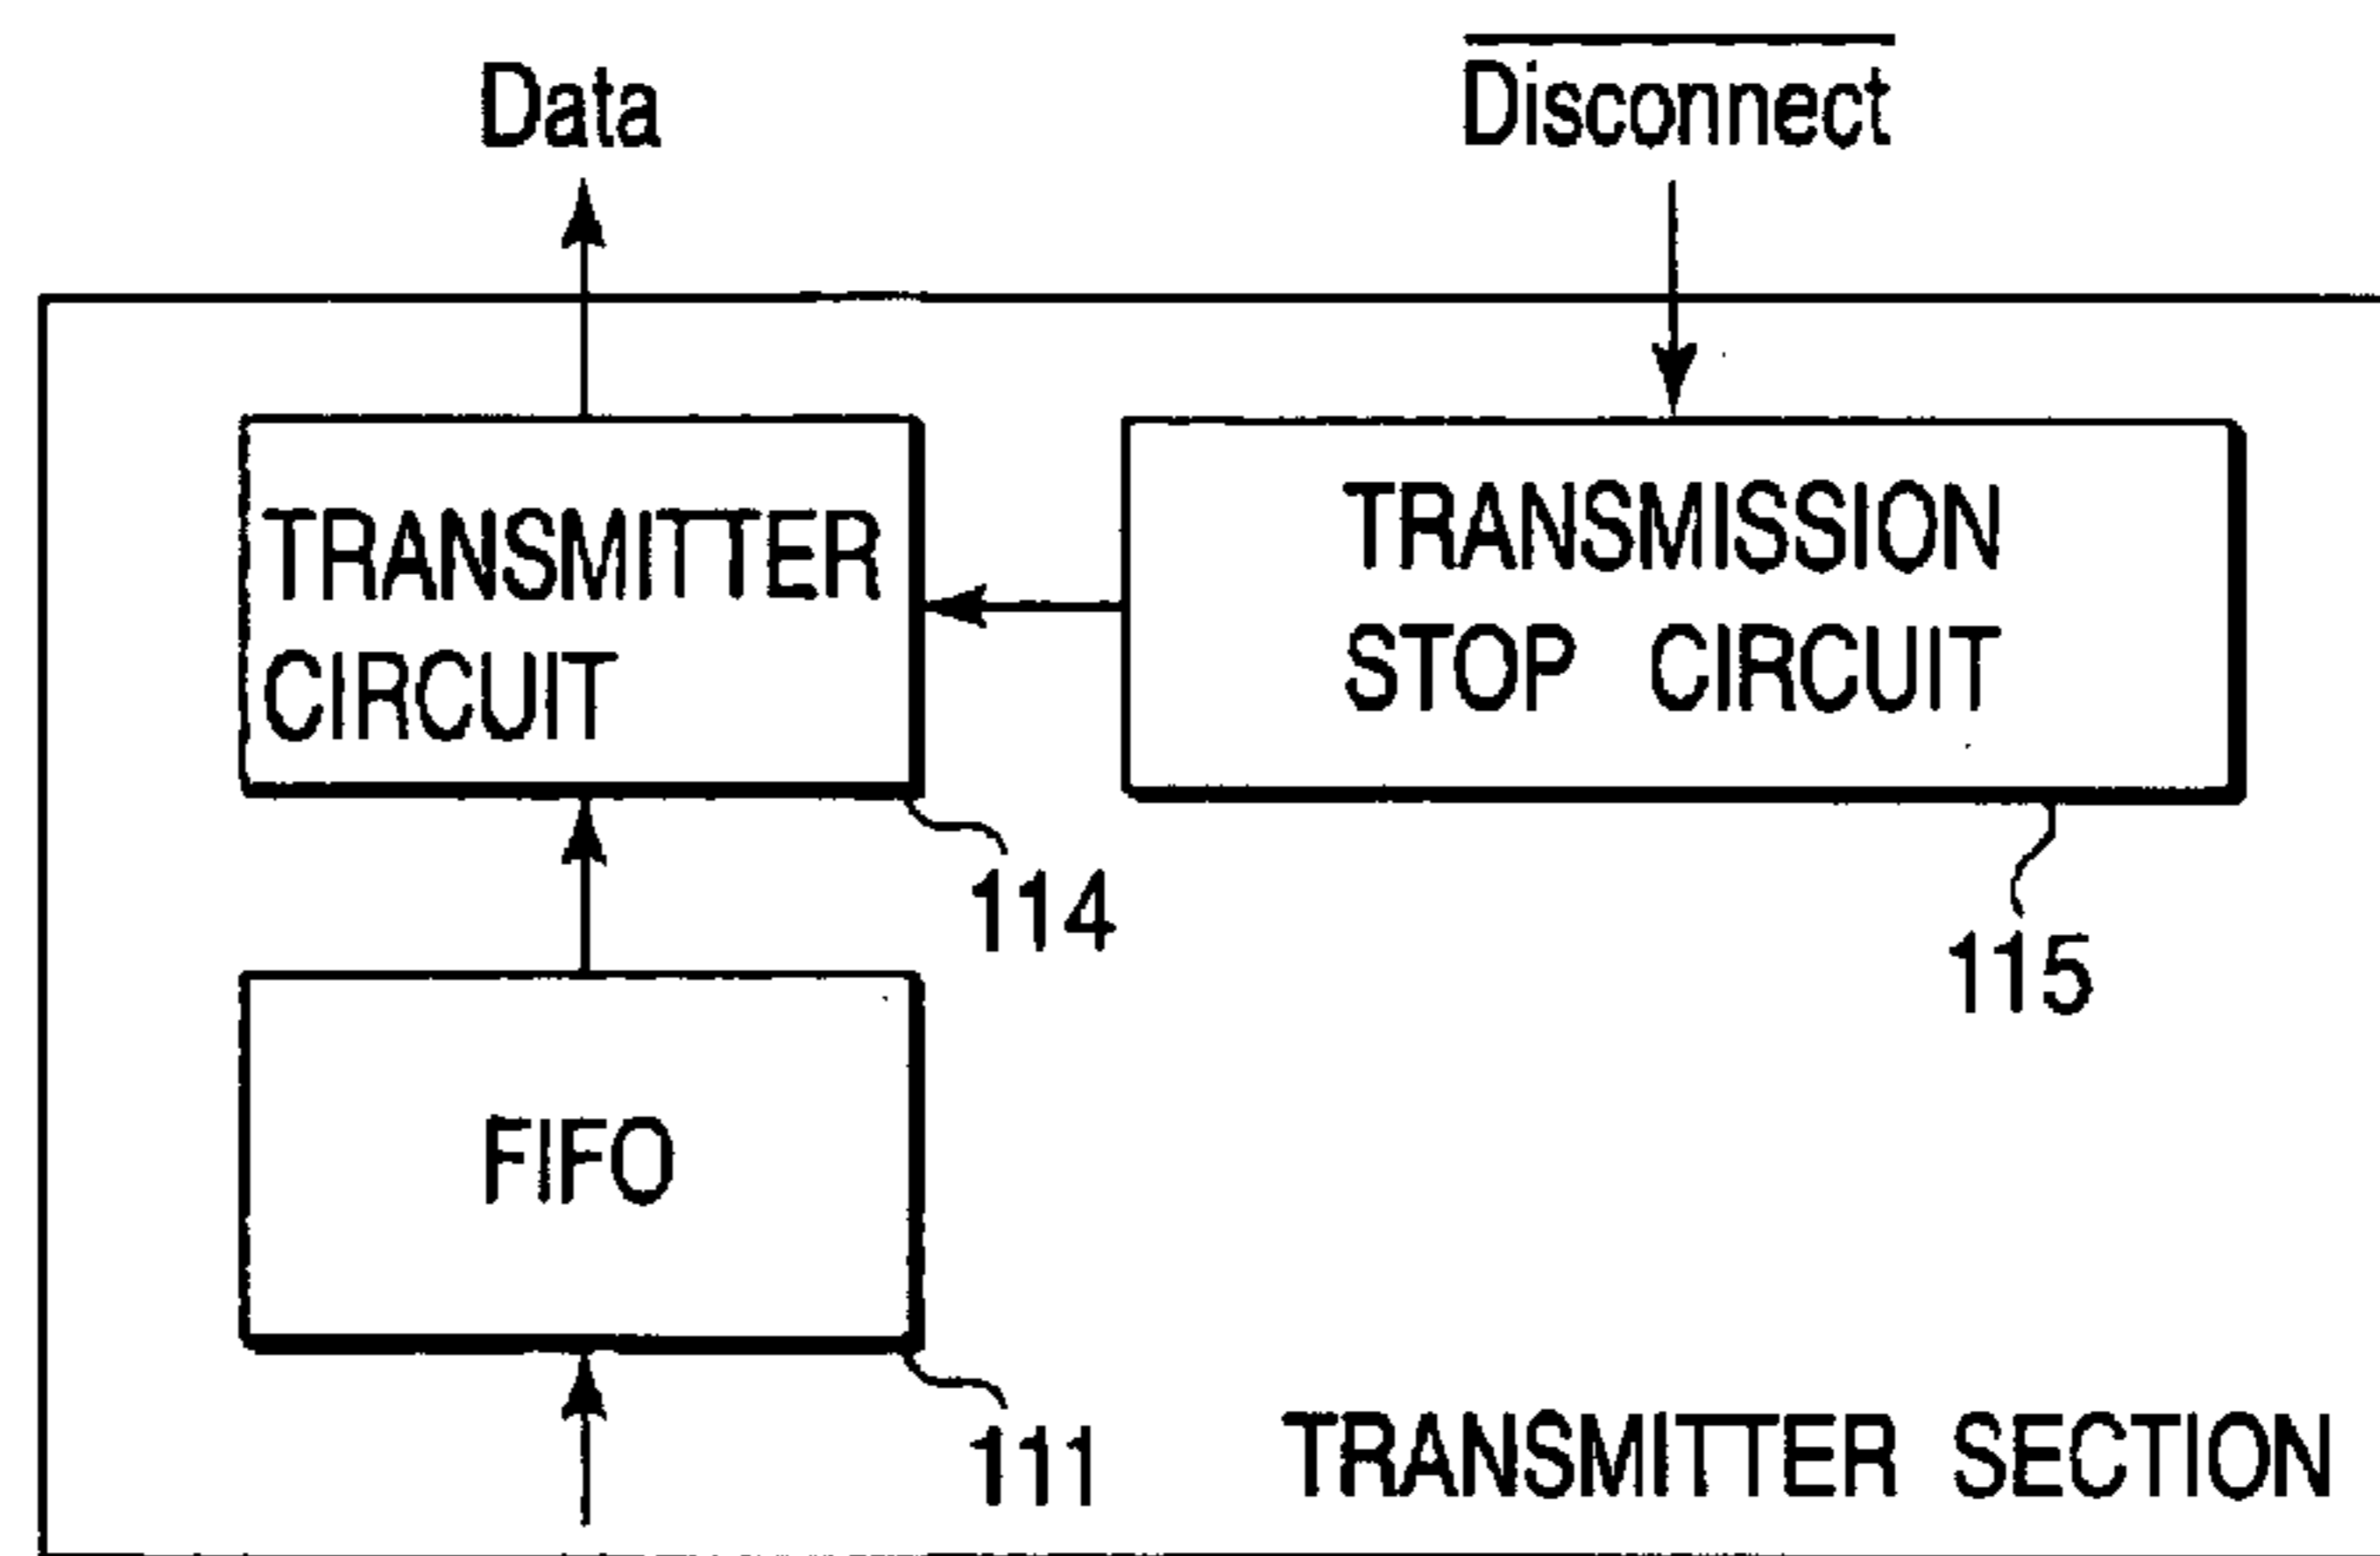 Data
Disconnect
TRANSMITTER
CIRCUIT
TRANSMISSION
STOP CIRCUIT
114
115
FIFO
111
TRANSMITTER SECTION